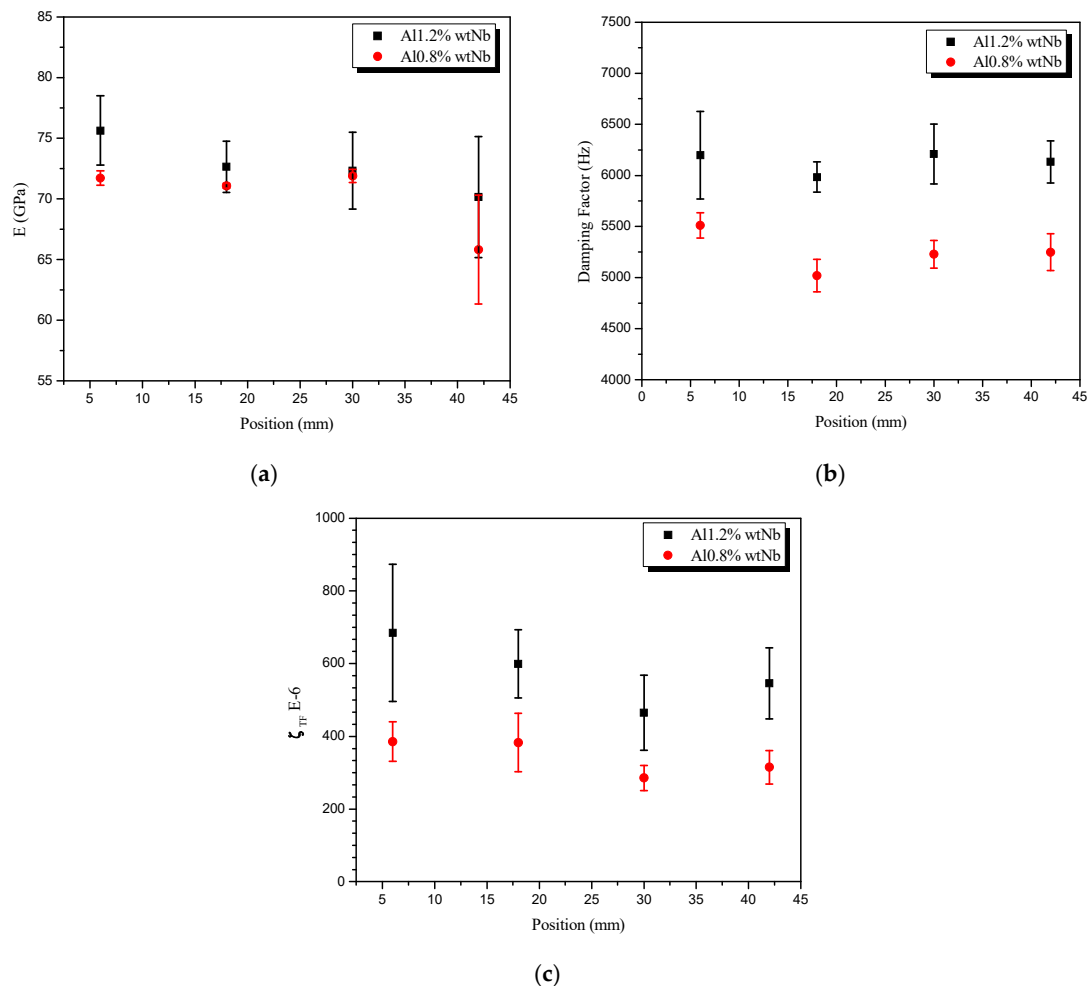 85
80
75
70
65
60
55
E (GPa)
5 10 15 20 25 30 35 40 45
Position (mm)
Al1.2% wtNb
Al0.8% wtNb
(a)
7500
7000
6500
6000
5500
5000
4500
4000
Damping Factor (Hz)
0 5 10 15 20 25 30 35 40 45
Position (mm)
Al1.2% wtNb
Al0.8% wtNb
(b)
1000
800
600
400
200
0
ζTF E-6
5 10 15 20 25 30 35 40 45
Position (mm)
Al1.2% wtNb
Al0.8% wtNb
(c)